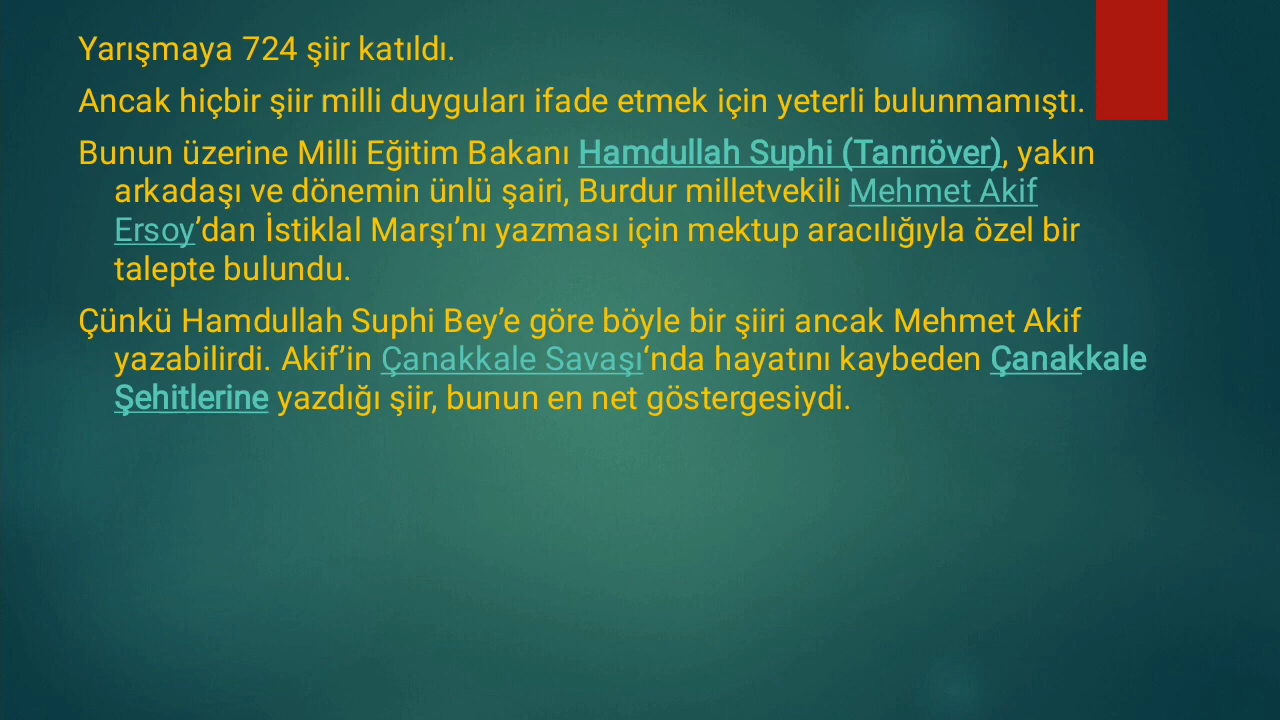 Yarışmaya 724 şiir katıldı.
Ancak hiçbir şiir milli duyguları ifade etmek için yeterli bulunmamıştı.
Bunun üzerine Milli Eğitim Bakanı Hamdullah Suphi (Tanrıöver), yakın
arkadaşı ve dönemin ünlü şairi, Burdur milletvekili Mehmet Akif
Ersoy’dan İstiklal Marşı’nı yazması için mektup aracılığıyla özel bir
talepte bulundu.
Çünkü Hamdullah Suphi Bey’e göre böyle bir şiiri ancak Mehmet Akif
yazabilirdi. Akif’in Çanakkale Savaşı‘nda hayatını kaybeden Çanakkale
Şehitlerine yazdığı şiir, bunun en net göstergesiydi.